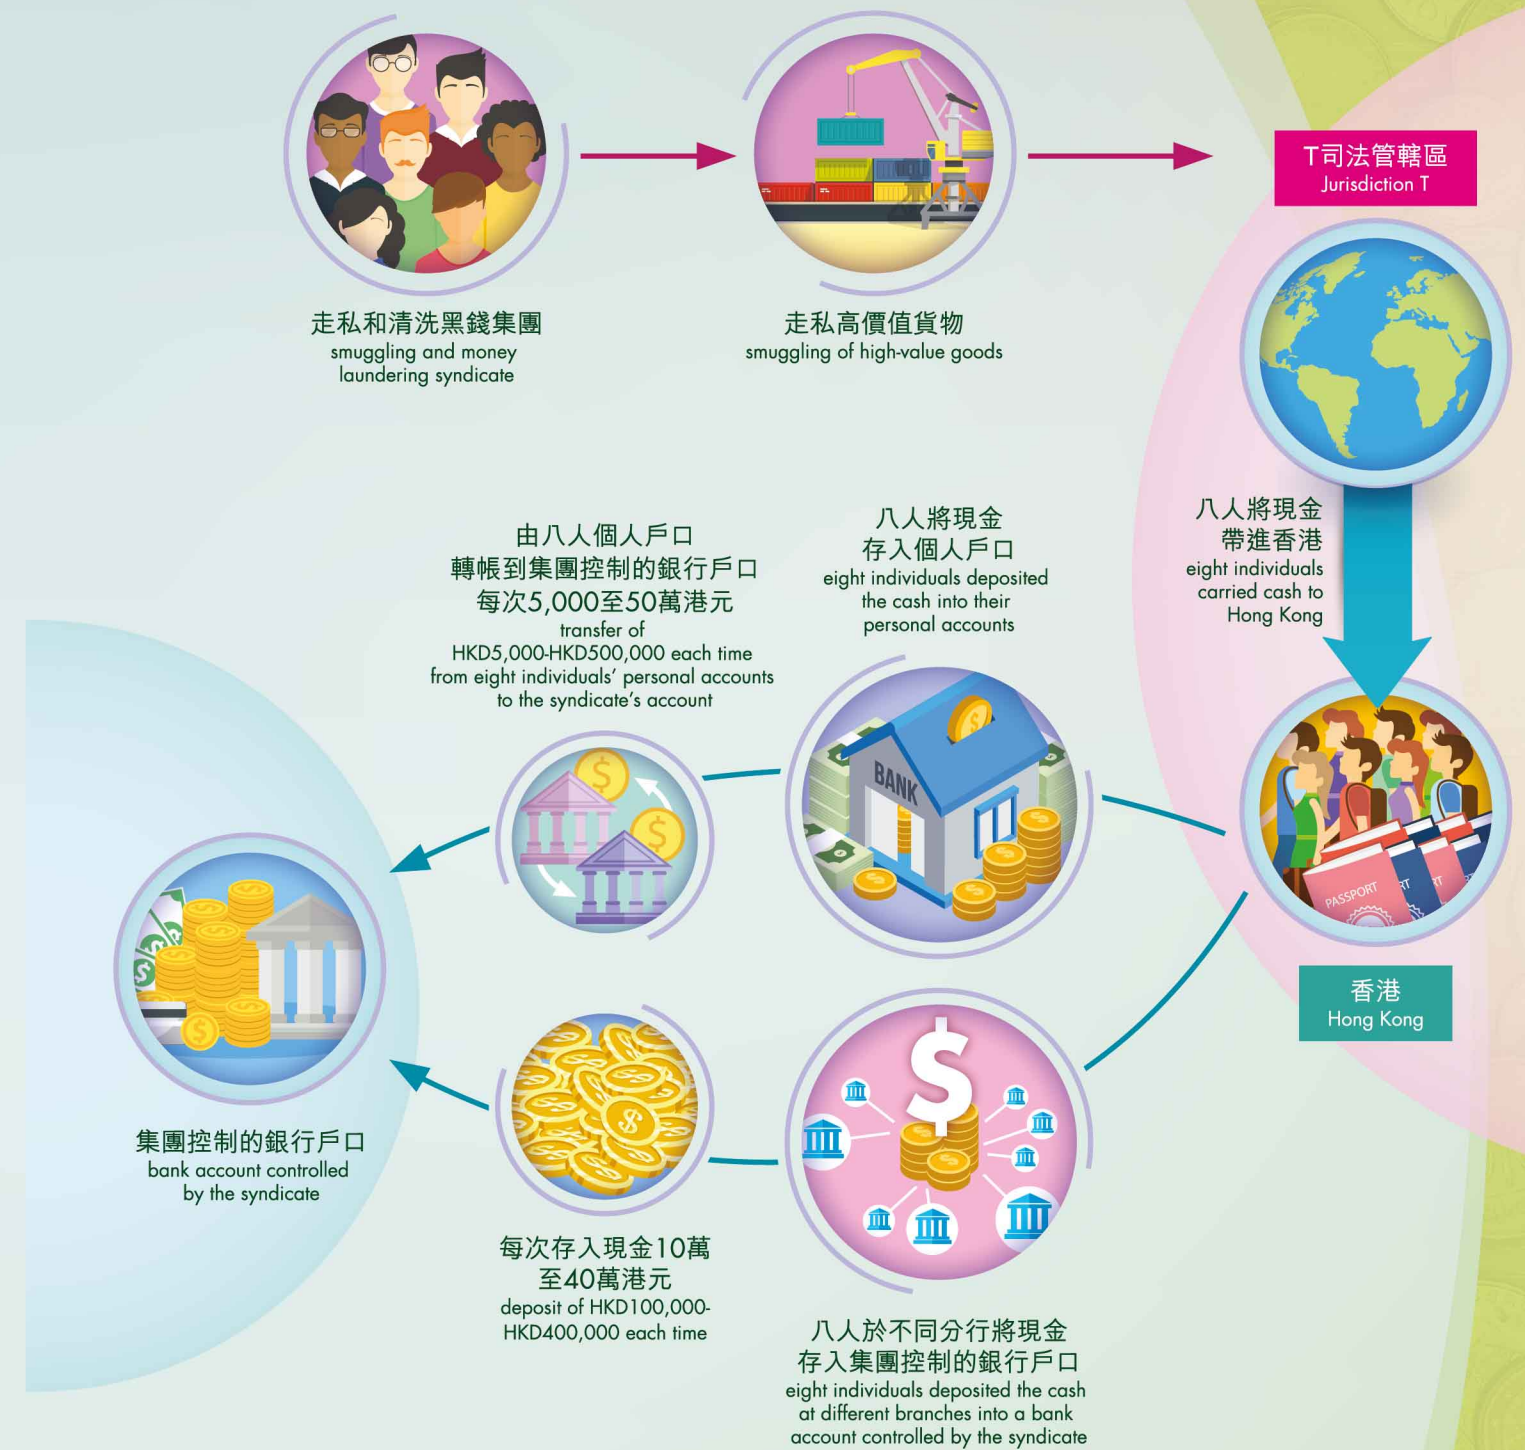 T司法管轄區
Jurisdiction T
走私和清洗黑錢集團
smuggling and money
laundering syndicate
走私高價值貨物
smuggling of high-value goods
八人將現金
帶進香港
eight individuals
carried cash to
Hong Kong
八人將現金
存入個人戶口
eight individuals deposited
the cash into their
personal accounts
由八人個人戶口
轉帳到集團控制的銀行戶口
每次5,000至50萬港元
transfer of
HKD5,000-HKD500,000 each time
from eight individuals’ personal accounts
to the syndicate’s account
BANK
$
$
$
PASSPORT
RT
RT
香港
Hong Kong
集團控制的銀行戶口
bank account controlled
by the syndicate
$
每次存入現金10萬
至40萬港元
deposit of HKD100,000-
HKD400,000 each time
八人於不同分行將現金
存入集團控制的銀行戶口
eight individuals deposited the cash
at different branches into a bank
account controlled by the syndicate